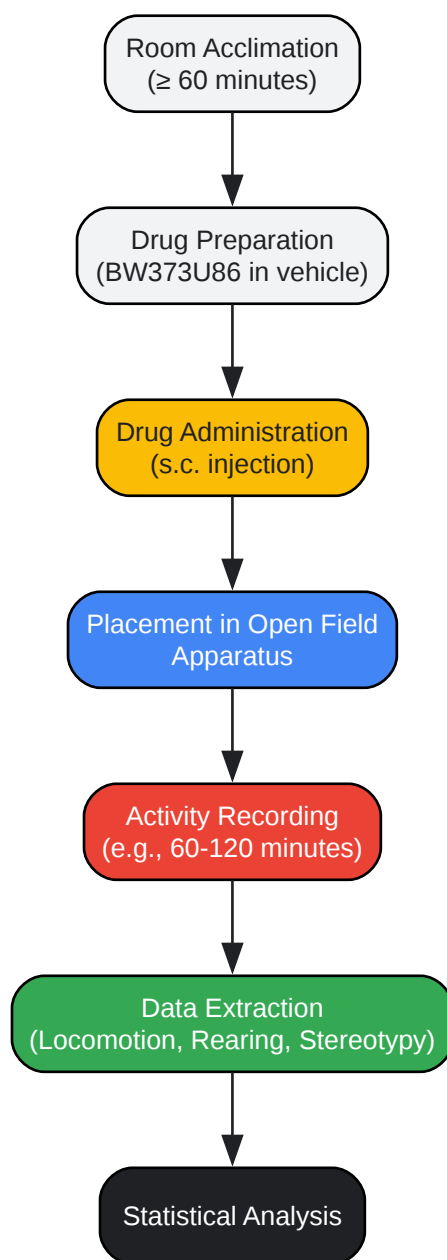 Room Acclimation
(≥ 60 minutes)
Drug Preparation
(BW373U86 in vehicle)
Drug Administration
(s.c. injection)
Placement in Open Field
Apparatus
Activity Recording
(e.g., 60-120 minutes)
Data Extraction
(Locomotion, Rearing, Stereotypy)
Statistical Analysis